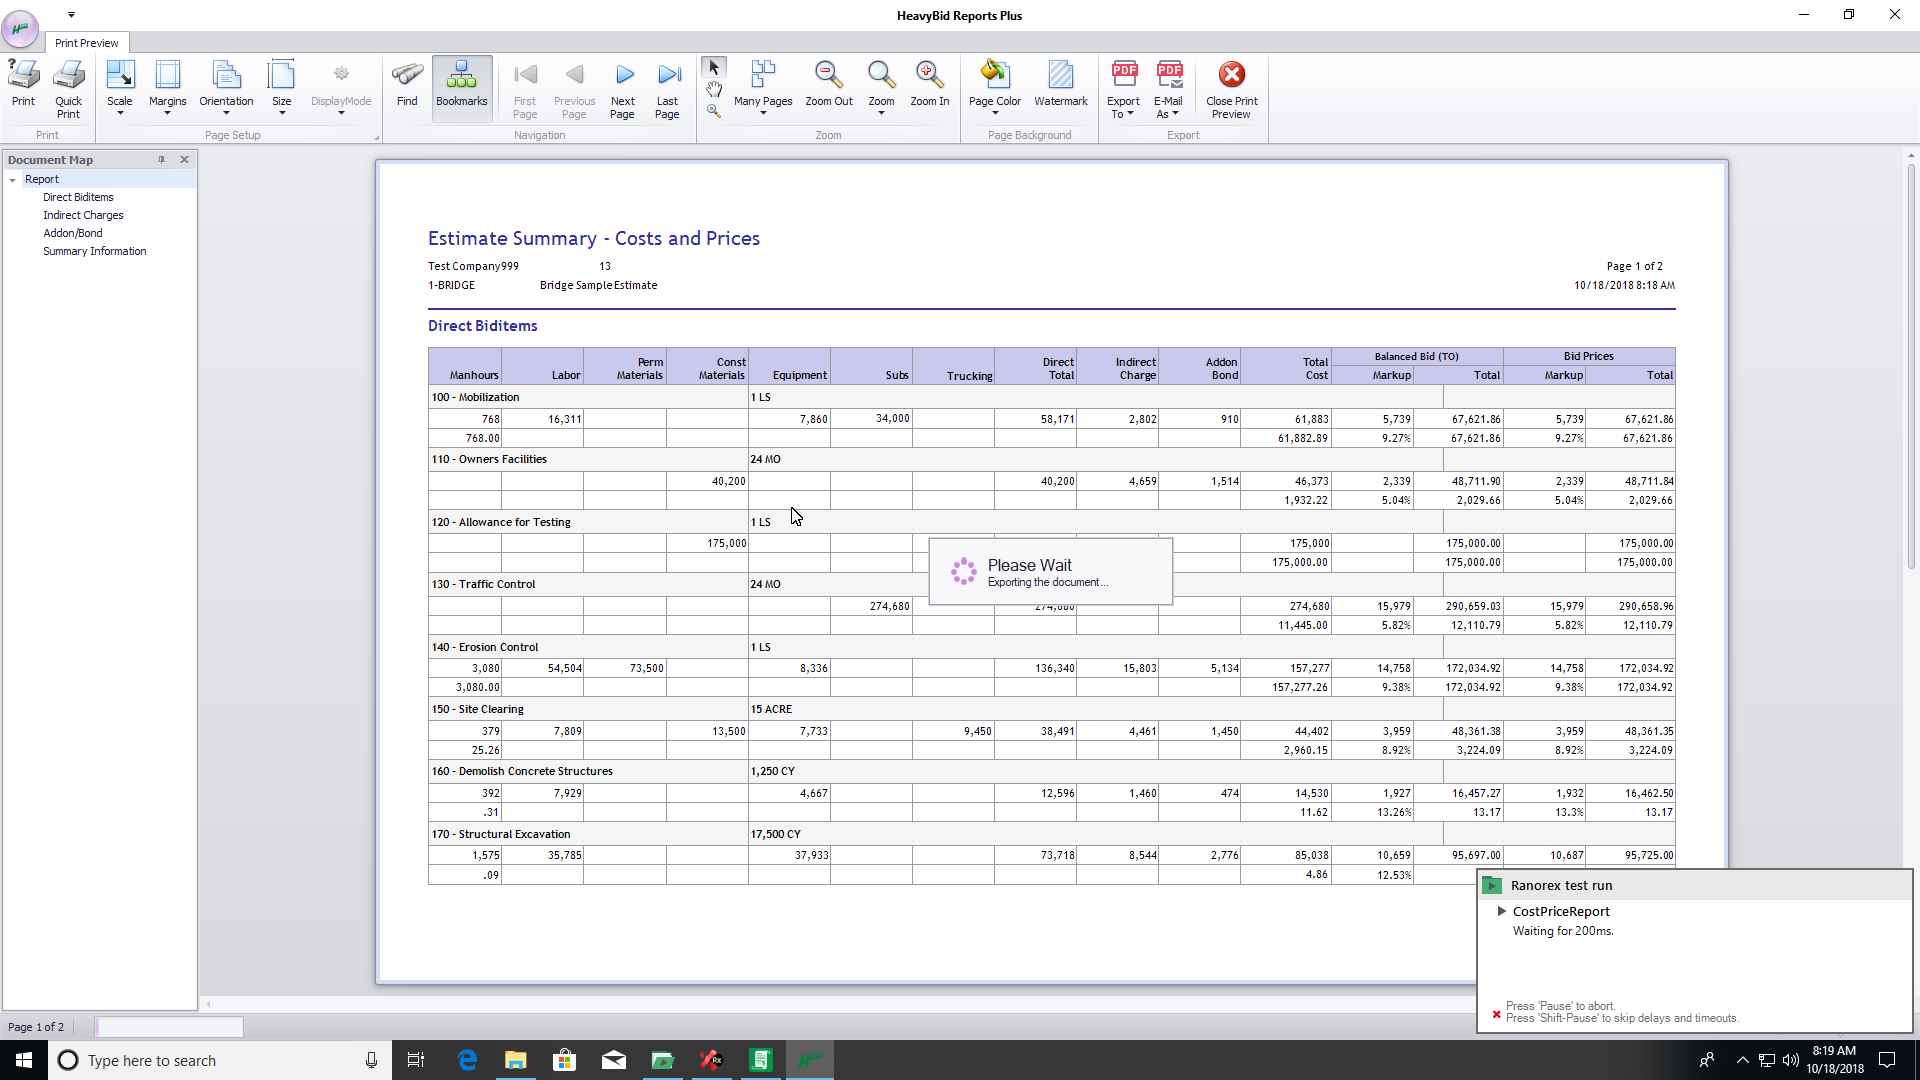 HeavyBid Reports Plus
Print Preview
Print
Quick Print
Scale
Margins
Orientation
Size
DisplayMode
Find
Bookmarks
First Page
Previous Page
Next Page
Last Page
Many Pages
Zoom Out
Zoom
Zoom In
Page Color
Watermark
Export To
E-Mail As
Close Print Preview
Print
Page Setup
Navigation
Zoom
Page Background
Export
Document Map
Report
Direct Biditems
Indirect Charges
Addon/Bond
Summary Information
Estimate Summary - Costs and Prices
Test Company999 13 Page 1 of 2
1-BRIDGE Bridge Sample Estimate 10/18/2018 8:18 AM
Direct Biditems
Manhours Labor Perm Materials Const Materials Equipment Subs Trucking Direct Total Indirect Charge Addon Bond Total Cost Balanced Bid (TO) Markup Total Bid Prices Markup Total
100 - Mobilization 1 LS
768 16,311 7,860 34,000 58,171 2,802 910 61,883 5,739 67,621.86 5,739 67,621.86
768.00 61,882.89 9.27% 67,621.86 9.27% 67,621.86
110 - Owners Facilities 24 MO
40,200 40,200 4,659 1,514 46,373 2,339 48,711.90 2,339 48,711.84
1,932.22 5.04% 2,029.66 5.04% 2,029.66
120 - Allowance for Testing 1 LS
175,000 175,000 175,000.00 175,000.00
175,000.00 175,000.00 175,000.00
130 - Traffic Control 24 MO
274,680 274,680 274,680 15,979 290,659.03 15,979 290,658.96
11,445.00 5.82% 12,110.79 5.82% 12,110.79
140 - Erosion Control 1 LS
3,080 54,504 73,500 8,336 136,340 15,803 5,134 157,277 14,758 172,034.92 14,758 172,034.92
3,080.00 157,277.26 9.38% 172,034.92 9.38% 172,034.92
150 - Site Clearing 15 ACRE
379 7,809 13,500 7,733 9,450 38,491 4,461 1,450 44,402 3,959 48,361.38 3,959 48,361.35
25.26 2,960.15 8.92% 3,224.09 8.92% 3,224.09
160 - Demolish Concrete Structures 1,250 CY
392 7,929 4,667 12,596 1,460 474 14,530 1,927 16,457.27 1,932 16,462.50
.31 11.62 13.26% 13.17 13.3% 13.17
170 - Structural Excavation 17,500 CY
1,575 35,785 37,933 73,718 8,544 2,776 85,038 10,659 95,697.00 10,687 95,725.00
.09 4.86 12.53%
Please Wait
Exporting the document...
Ranorex test run
CostPriceReport
Waiting for 200ms.
Press 'Pause' to abort.
Press 'Shift-Pause' to skip delays and timeouts.
Page 1 of 2
Type here to search
8:19 AM
10/18/2018